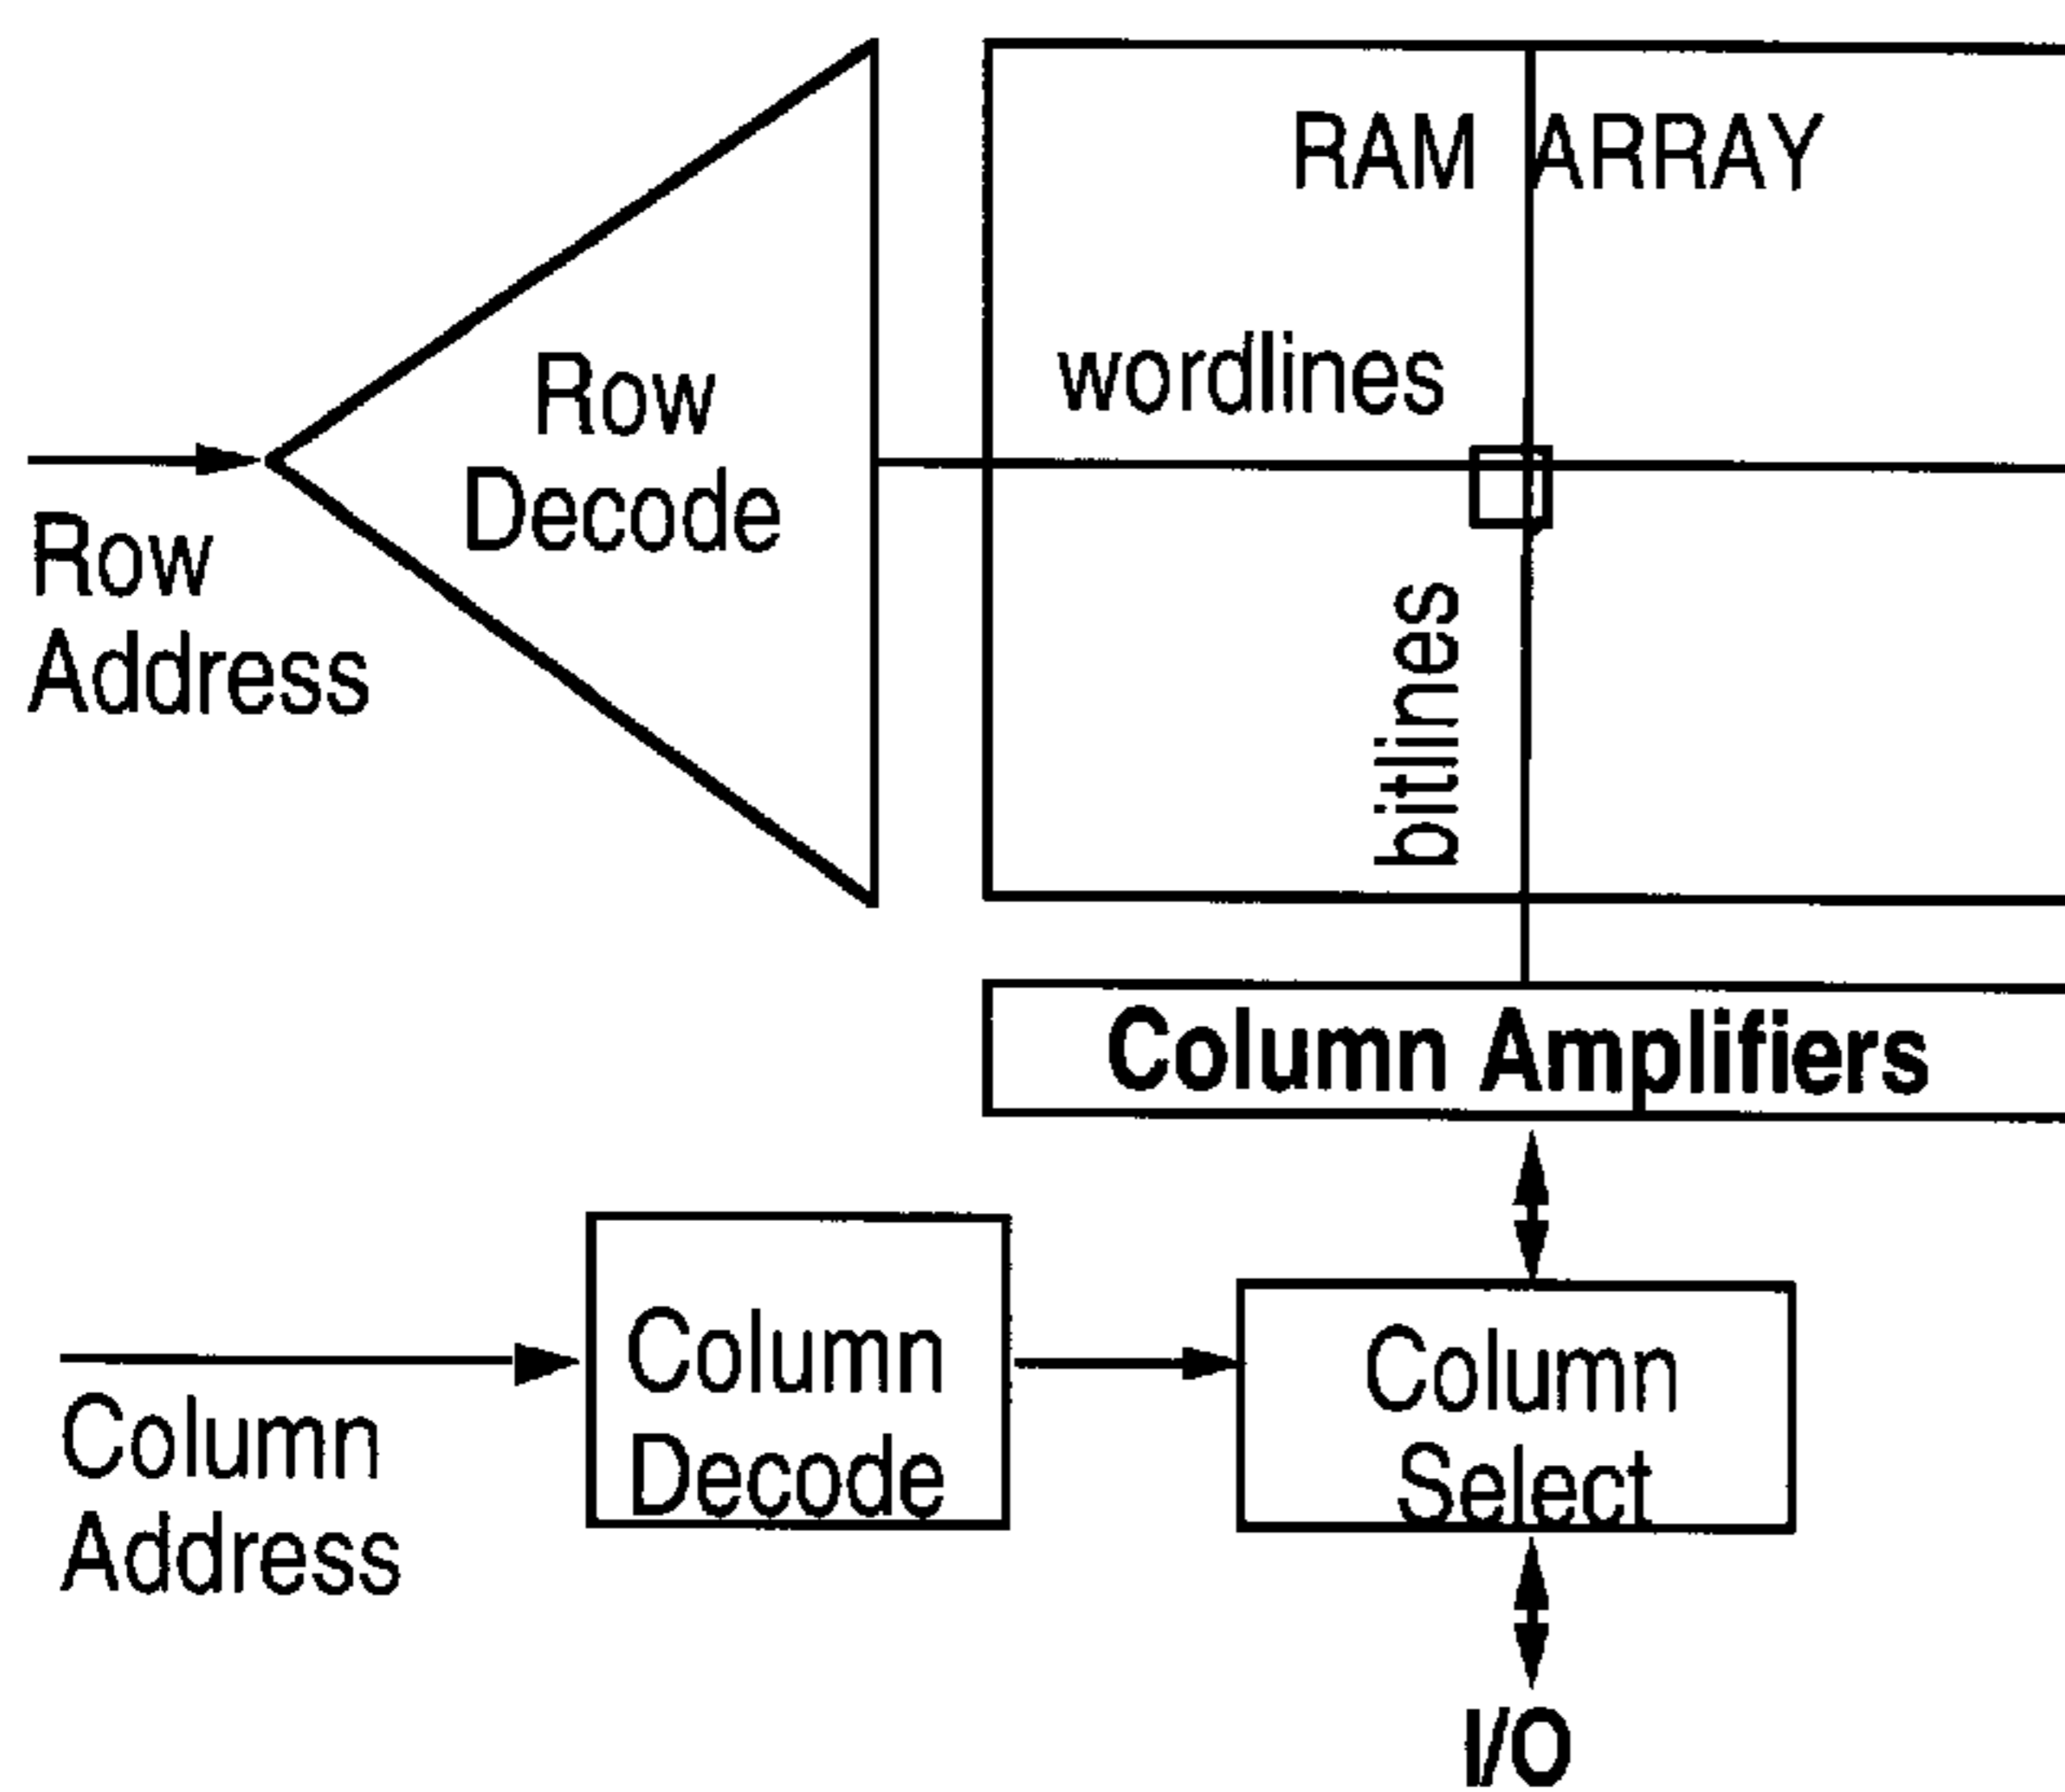 RAM ARRAY
wordlines
Row
Decode
Row
Address
bitlines
Column Amplifiers
Column
Decode
Column
Select
Column
Address
I/O